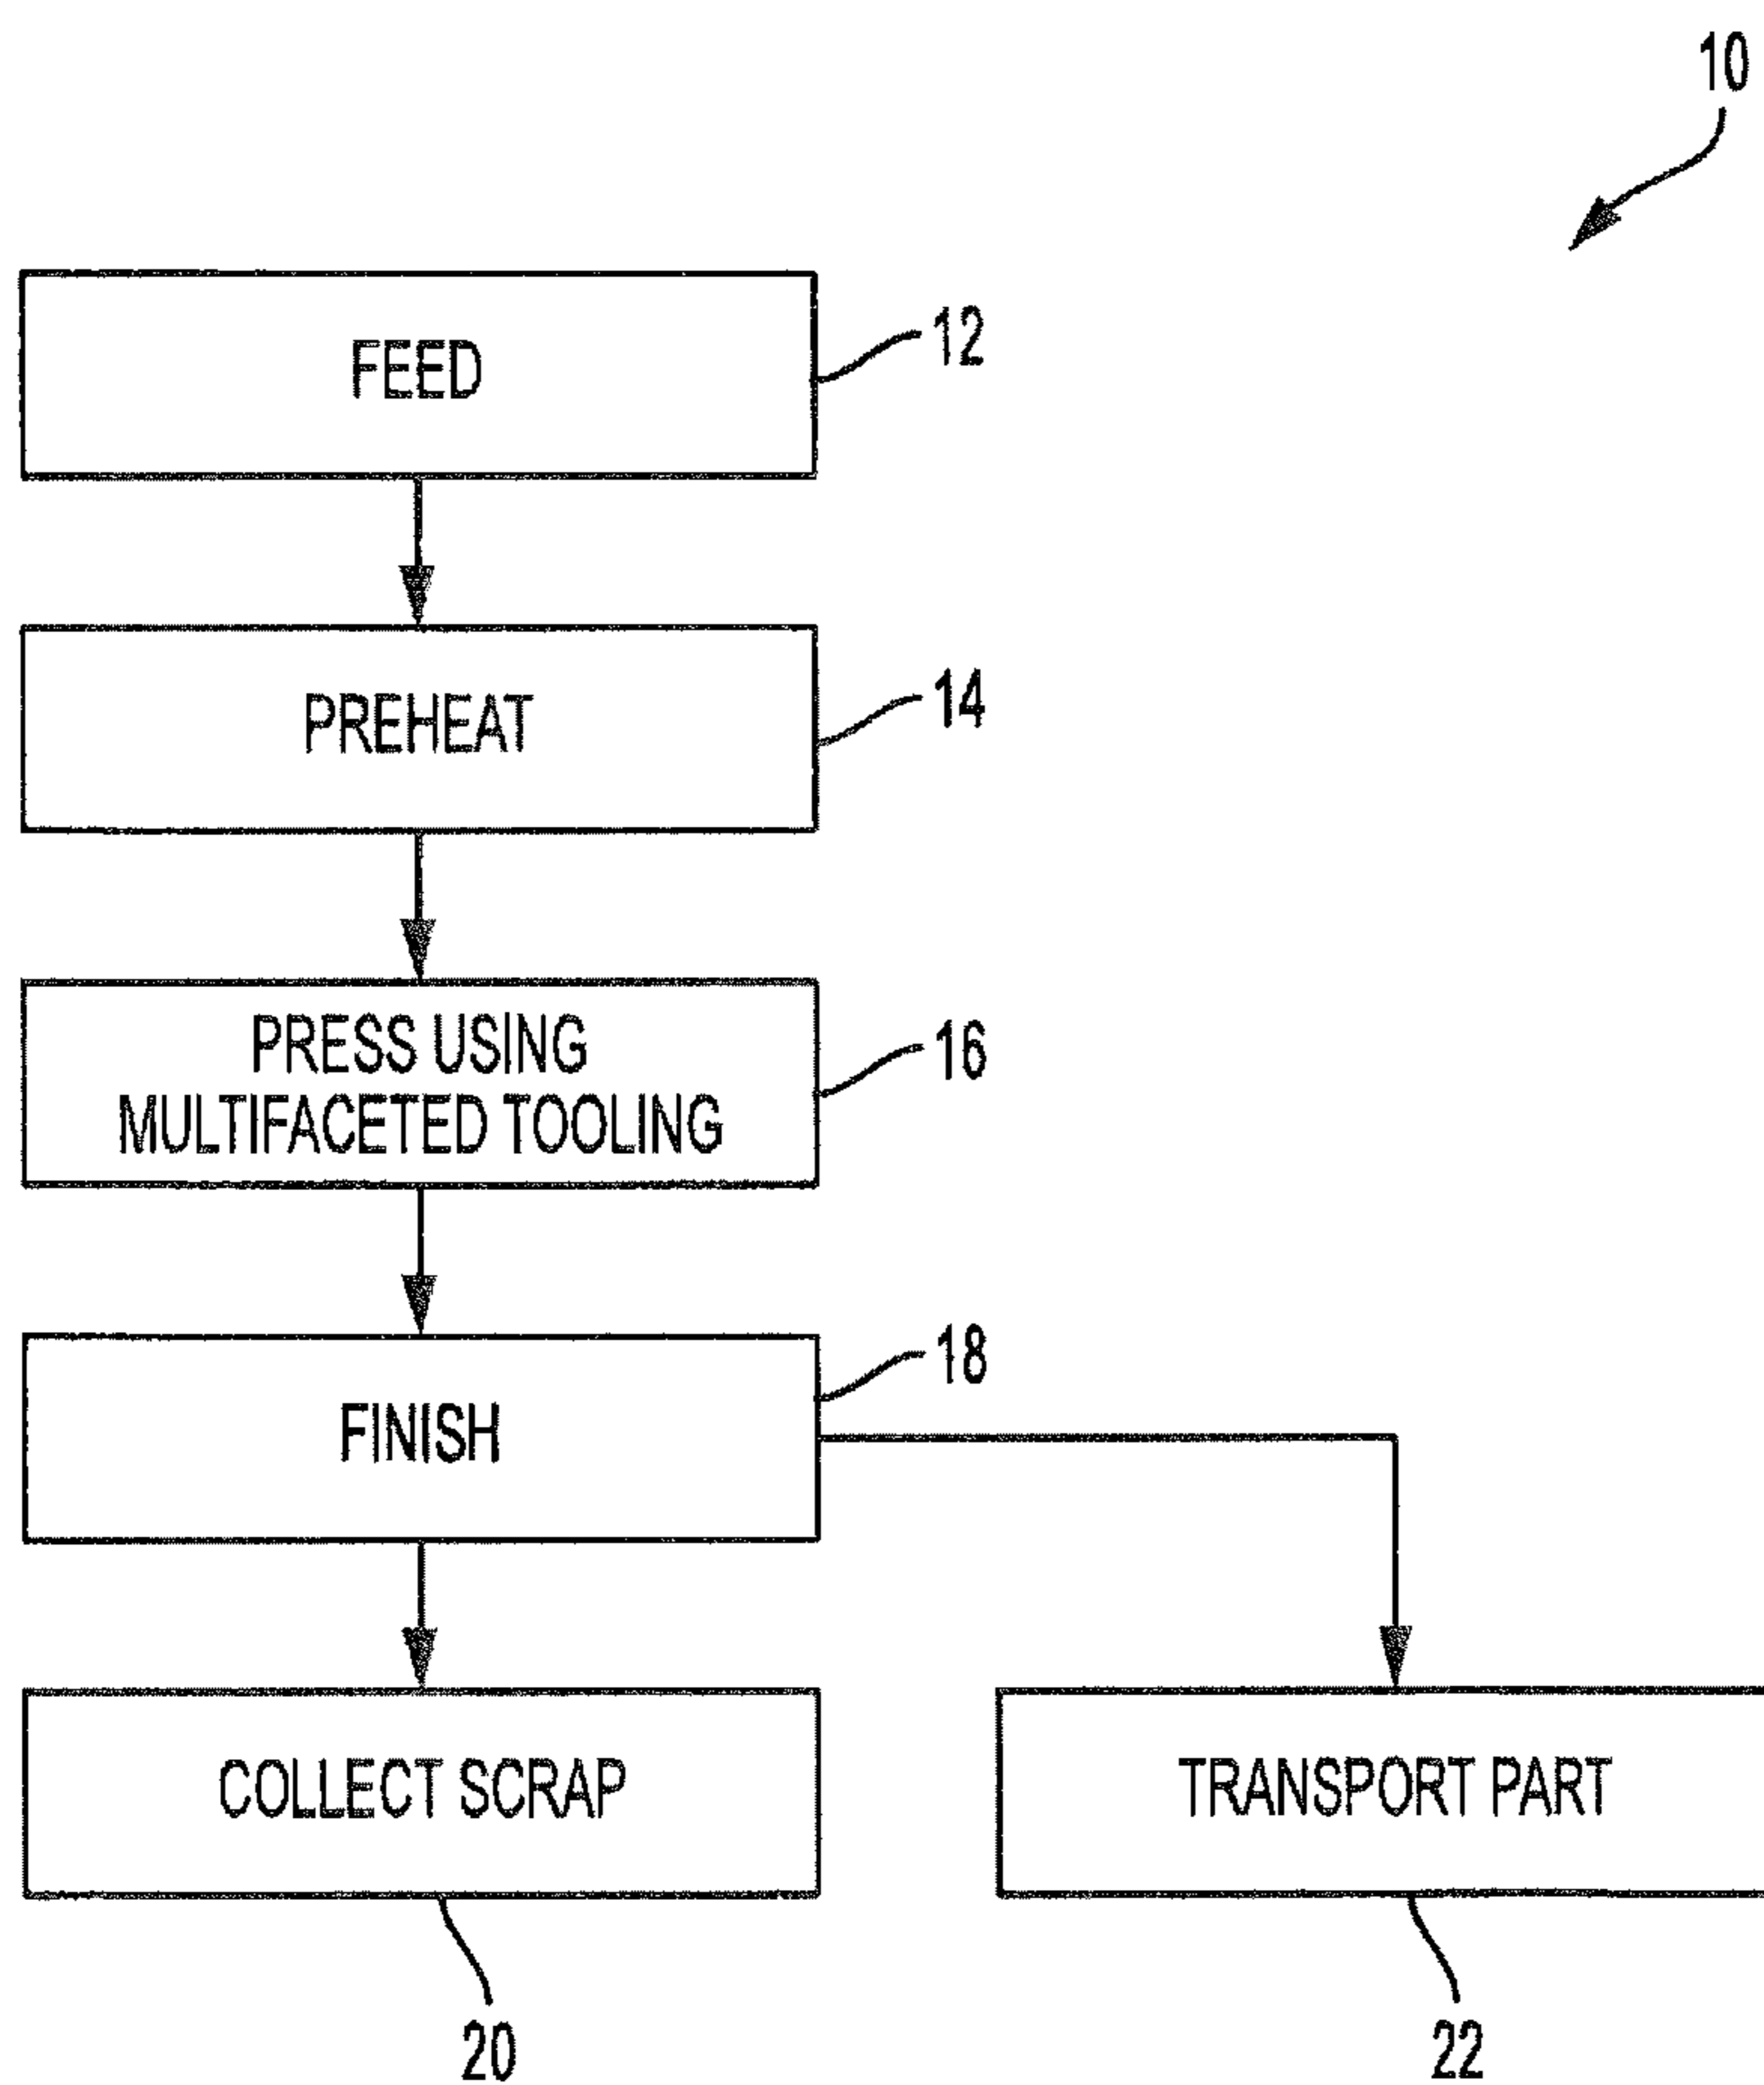 10
FEED
12
PREHEAT
14
PRESS USING
MULTIFACETED TOOLING
16
FINISH
18
COLLECT SCRAP
TRANSPORT PART
20
22